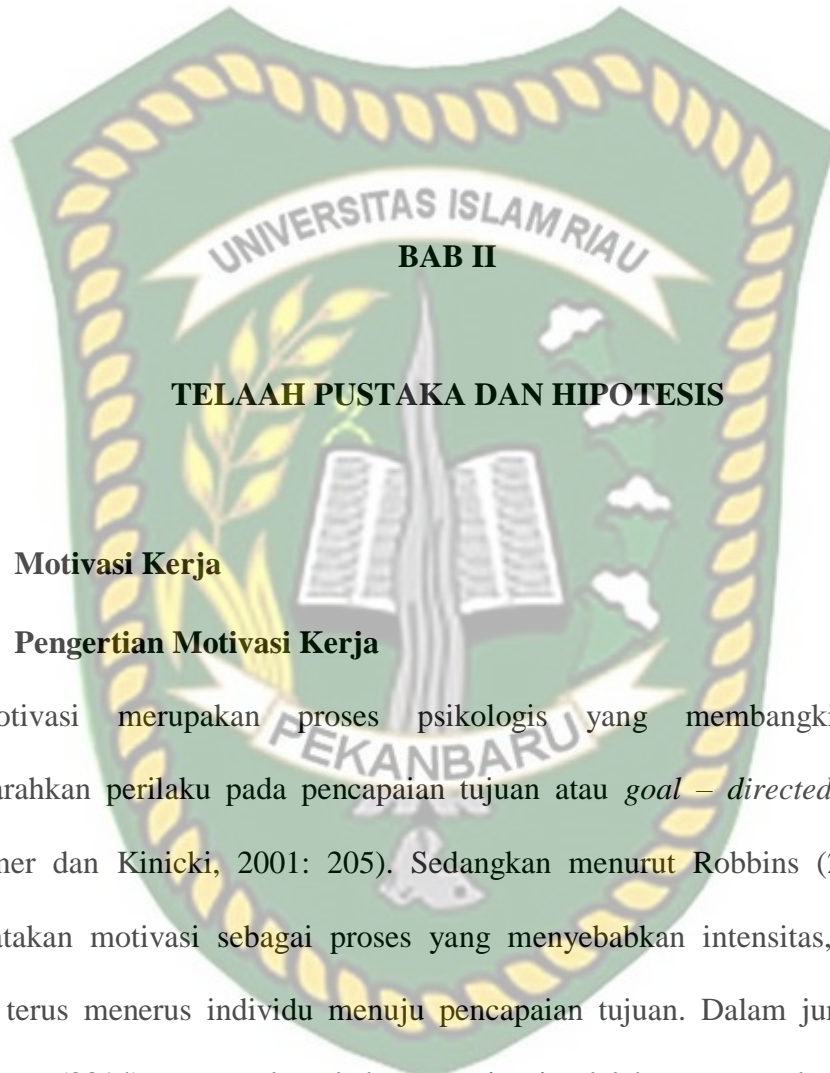 UNIVERSITAS ISLAM RIAU
BAB II
TELAAH PUSTAKA DAN HIPOTESIS
Motivasi Kerja
Pengertian Motivasi Kerja
otivasi merupakan proses psikologis yang membangki
arahkan perilaku pada pencapaian tujuan atau goal – directed
PEKANBARU
ner dan Kinicki, 2001: 205). Sedangkan menurut Robbins (2
atakan motivasi sebagai proses yang menyebabkan intensitas,
terus menerus individu menuju pencapaian tujuan. Dalam jur